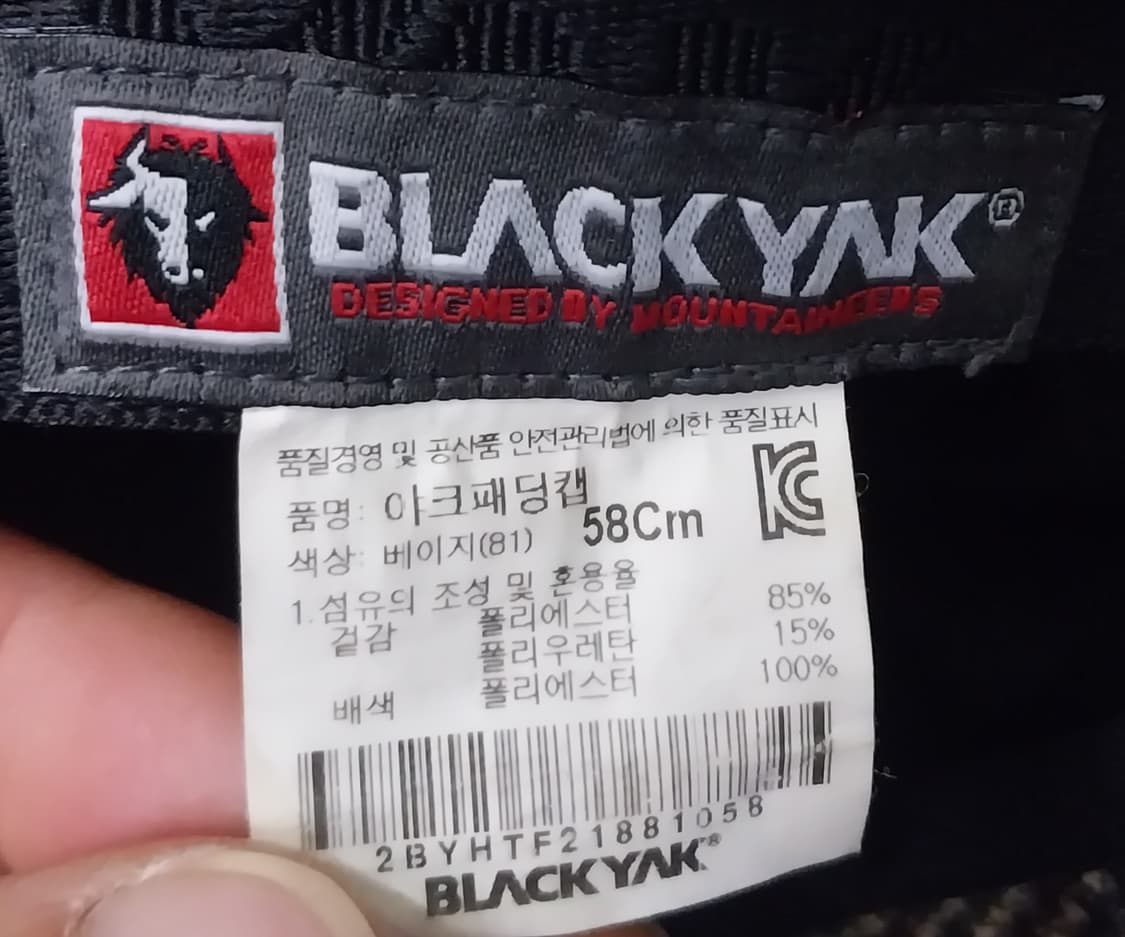 BLACKYAK®
DESIGNED BY MOUNTAINEERS
품질경영 및 공산품 안전관리법에 의한 품질표시
품명: 야크패딩캡
58Cm
색상: 베이지(81)
1.섬유의 조성 및 혼용율
겉감 폴리에스터 85%
폴리우레탄 15%
배색 폴리에스터 100%
2BYHTF21881058
BLACKYAK®